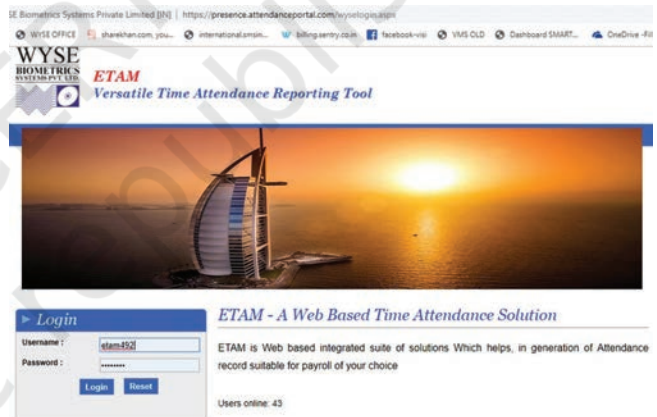 SE Biometrics Systems Private Limited [IN] | https://presence.attendanceportal.com/wyselogin.aspx
WYSE OFFICE sharekhan.com, you... international.smsin... billing.sentry.co.in facebook-visi VMS OLD Dashboard SMART... OneDrive -Fil
WYSE
BIOMETRICS
SYSTEMS PVT. LTD.
ETAM
Versatile Time Attendance Reporting Tool
Login
Username :
etam492
Password :
Login Reset
ETAM - A Web Based Time Attendance Solution
ETAM is Web based integrated suite of solutions Which helps, in generation of Attendance
record suitable for payroll of your choice
Users online: 43